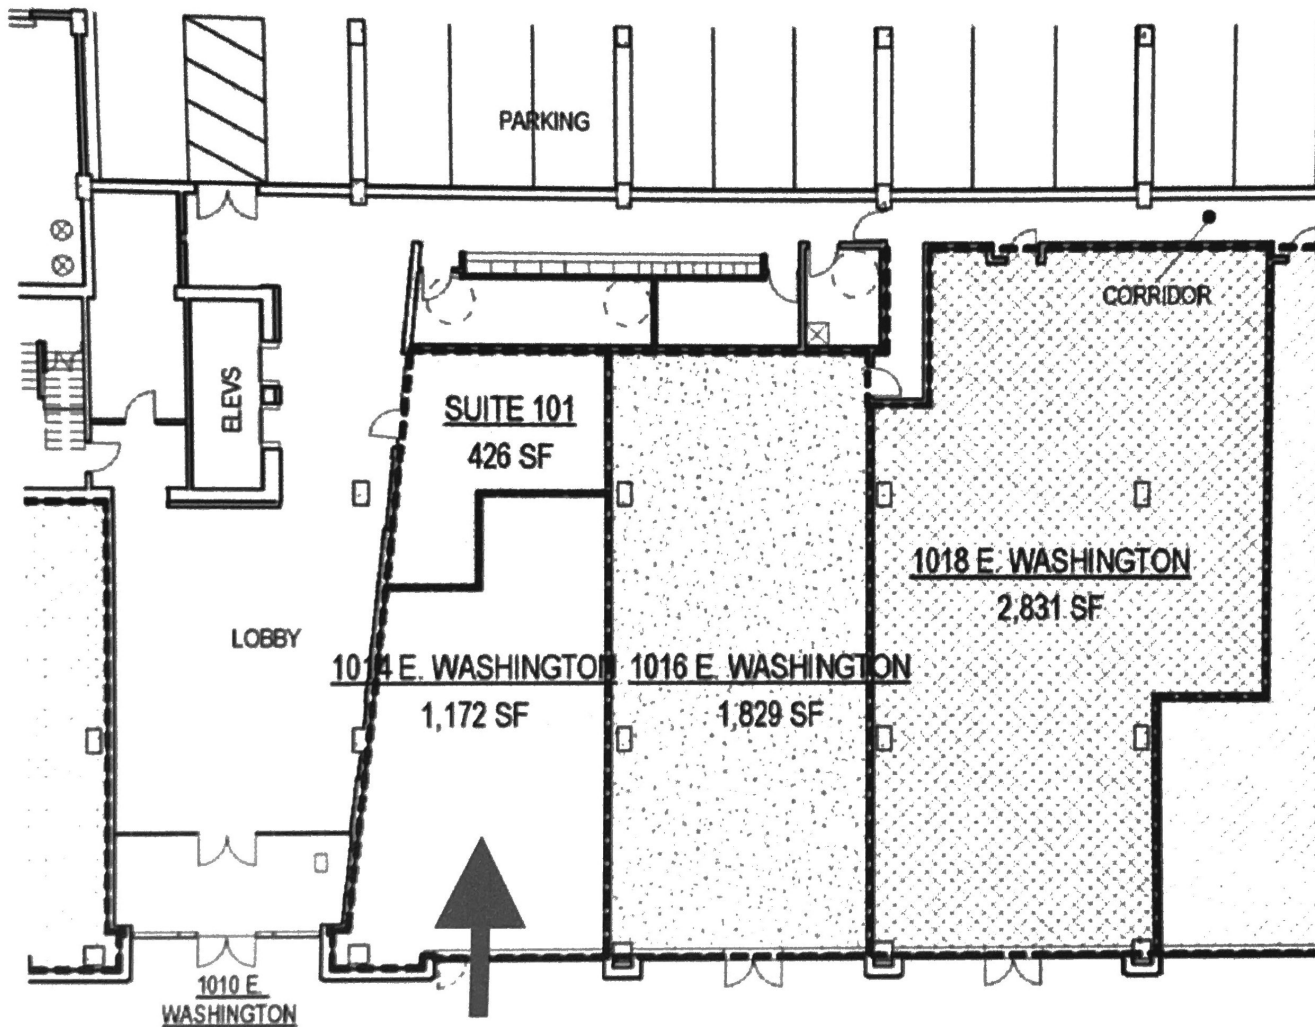 PARKING
CORRIDOR
ELEVS
SUITE 101
426 SF
1018 E. WASHINGTON
2,831 SF
LOBBY
1014 E. WASHINGTON
1,172 SF
1016 E. WASHINGTON
1,829 SF
1010 E.
WASHINGTON